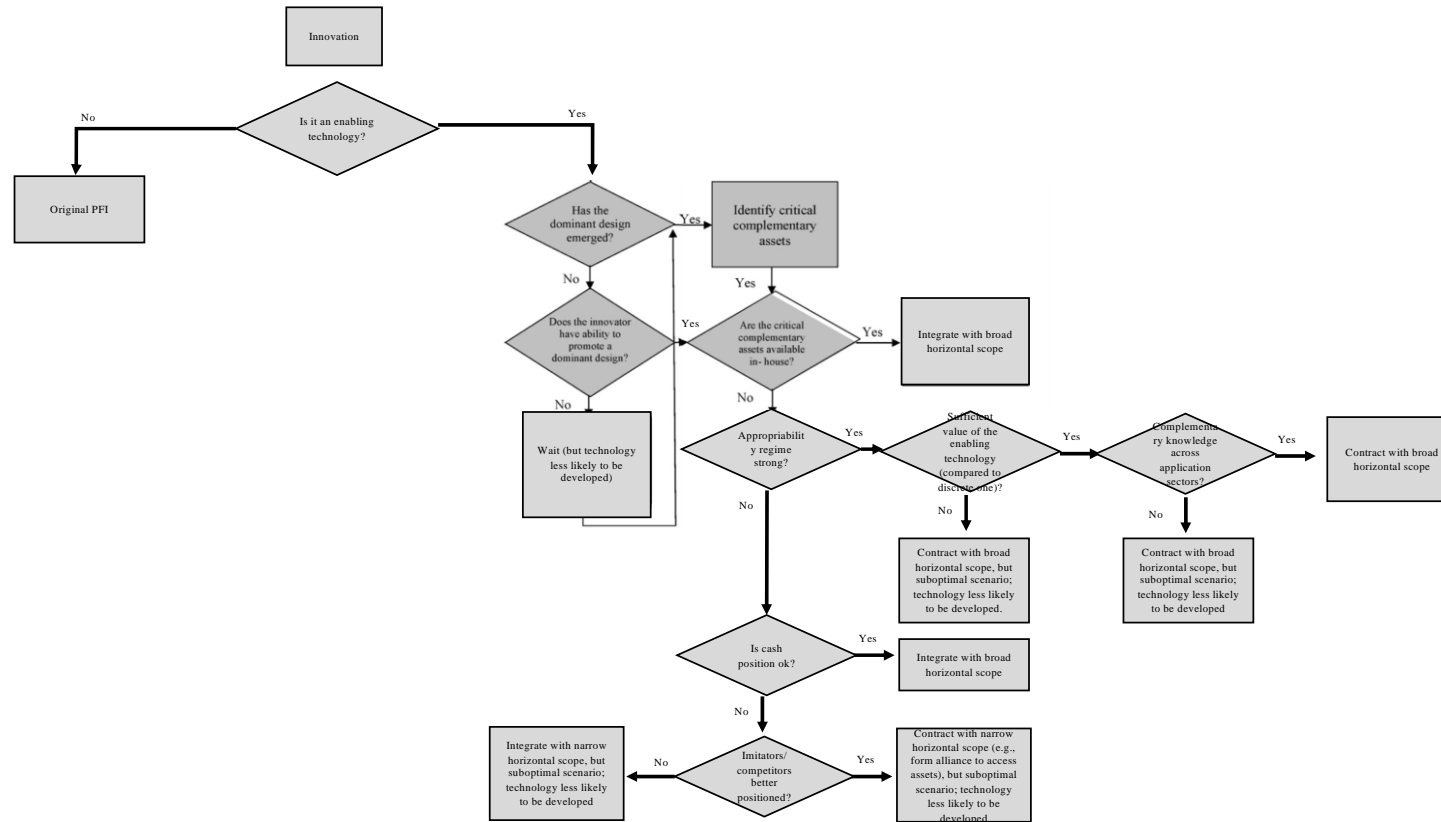 Innovation
Is it an enabling
technology?
No
Yes
Original PFI
Has the
dominant design
emerged?
Yes
Identify critical
complementary
assets
No
Yes
Does the innovator
have ability to
promote a
dominant design?
Yes
Are the critical
complementary
assets available
in- house?
Yes
Integrate with broad
horizontal scope
No
No
Wait (but technology
less likely to be
developed)
Appropriabilit
y regime
strong?
Yes
Sufficient
value of the
enabling
technology
(compared to
discrete one)?
Yes
Complementa
ry knowledge
across
application
sectors?
Yes
Contract with broad
horizontal scope
No
No
No
Contract with broad
horizontal scope, but
suboptimal scenario;
technology less likely
to be developed.
Contract with broad
horizontal scope, but
suboptimal scenario;
technology less likely
to be developed
Is cash
position ok?
Yes
Integrate with broad
horizontal scope
No
Integrate with narrow
horizontal scope, but
suboptimal scenario;
technology less likely
to be developed
No
Imitators/
competitors
better
positioned?
Yes
Contract with narrow
horizontal scope (e.g.,
form alliance to access
assets), but suboptimal
scenario; technology
less likely to be
developed